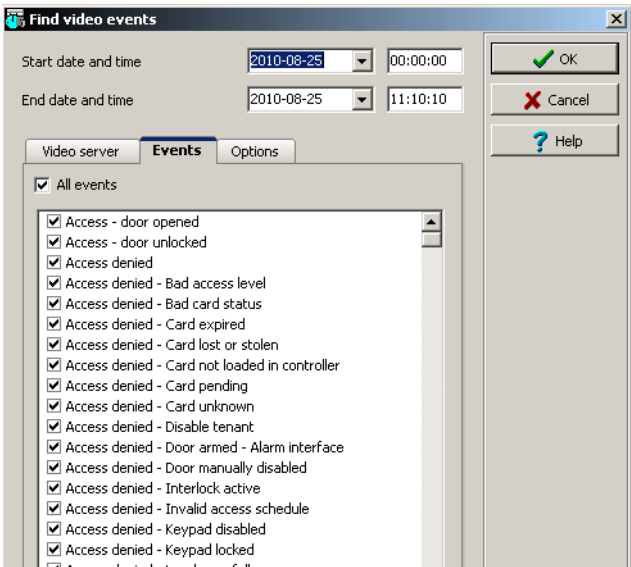 Find video events
Start date and time 2010-08-25 00:00:00
OK
End date and time 2010-08-25 11:10:10
Cancel
Help
Video server Events Options
All events
Access - door opened
Access - door unlocked
Access denied
Access denied - Bad access level
Access denied - Bad card status
Access denied - Card expired
Access denied - Card lost or stolen
Access denied - Card not loaded in controller
Access denied - Card pending
Access denied - Card unknown
Access denied - Disable tenant
Access denied - Door armed - Alarm interface
Access denied - Door manually disabled
Access denied - Interlock active
Access denied - Invalid access schedule
Access denied - Keypad disabled
Access denied - Keypad locked